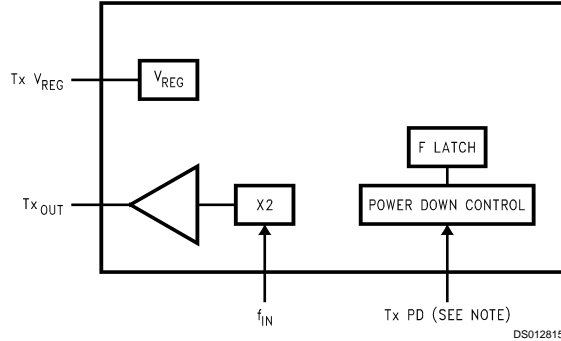 Tx VREG
VREG
F LATCH
TxOUT
X2
POWER DOWN CONTROL
fIN
Tx PD (SEE NOTE)
DS012815